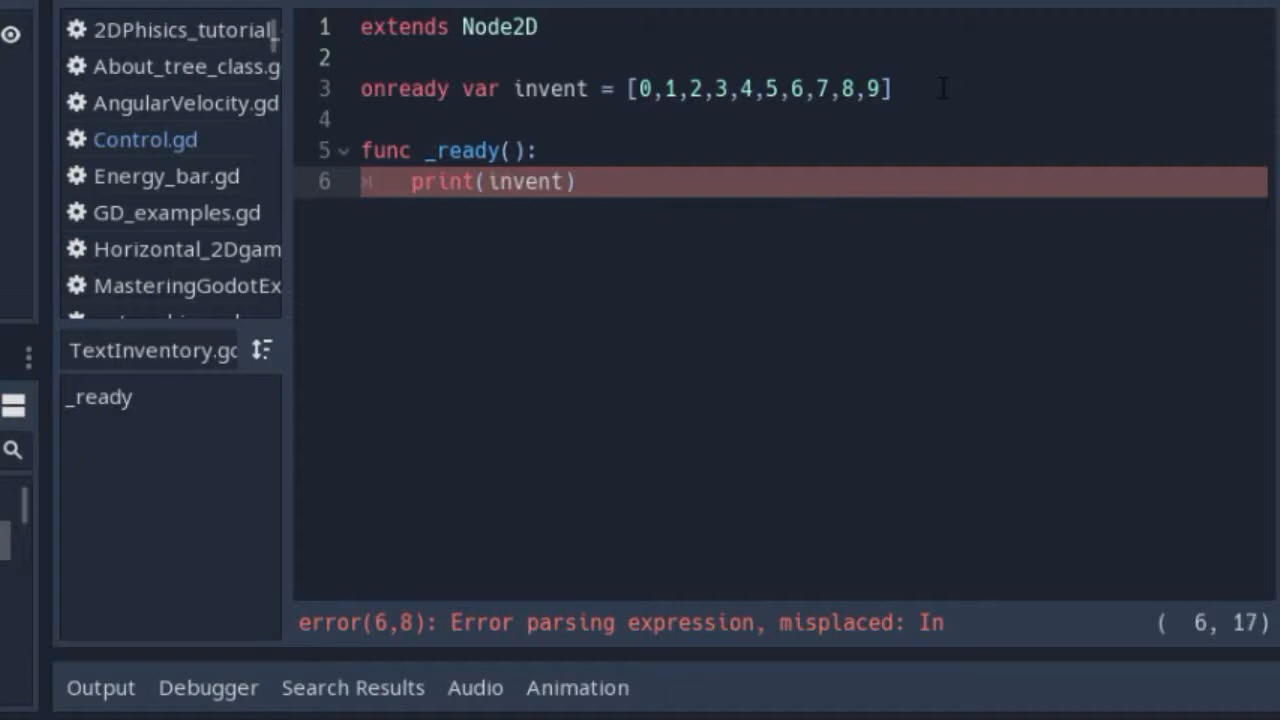 2DPhisics_tutorial
About_tree_class.g
AngularVelocity.gd
Control.gd
Energy_bar.gd
GD_examples.gd
Horizontal_2Dgam
MasteringGodotEx
TextInventory.gd
_ready
1 extends Node2D
2
3 onready var invent = [0,1,2,3,4,5,6,7,8,9]
4
5 func _ready():
6 print(invent)
error(6,8): Error parsing expression, misplaced: In
( 6, 17)
Output Debugger Search Results Audio Animation